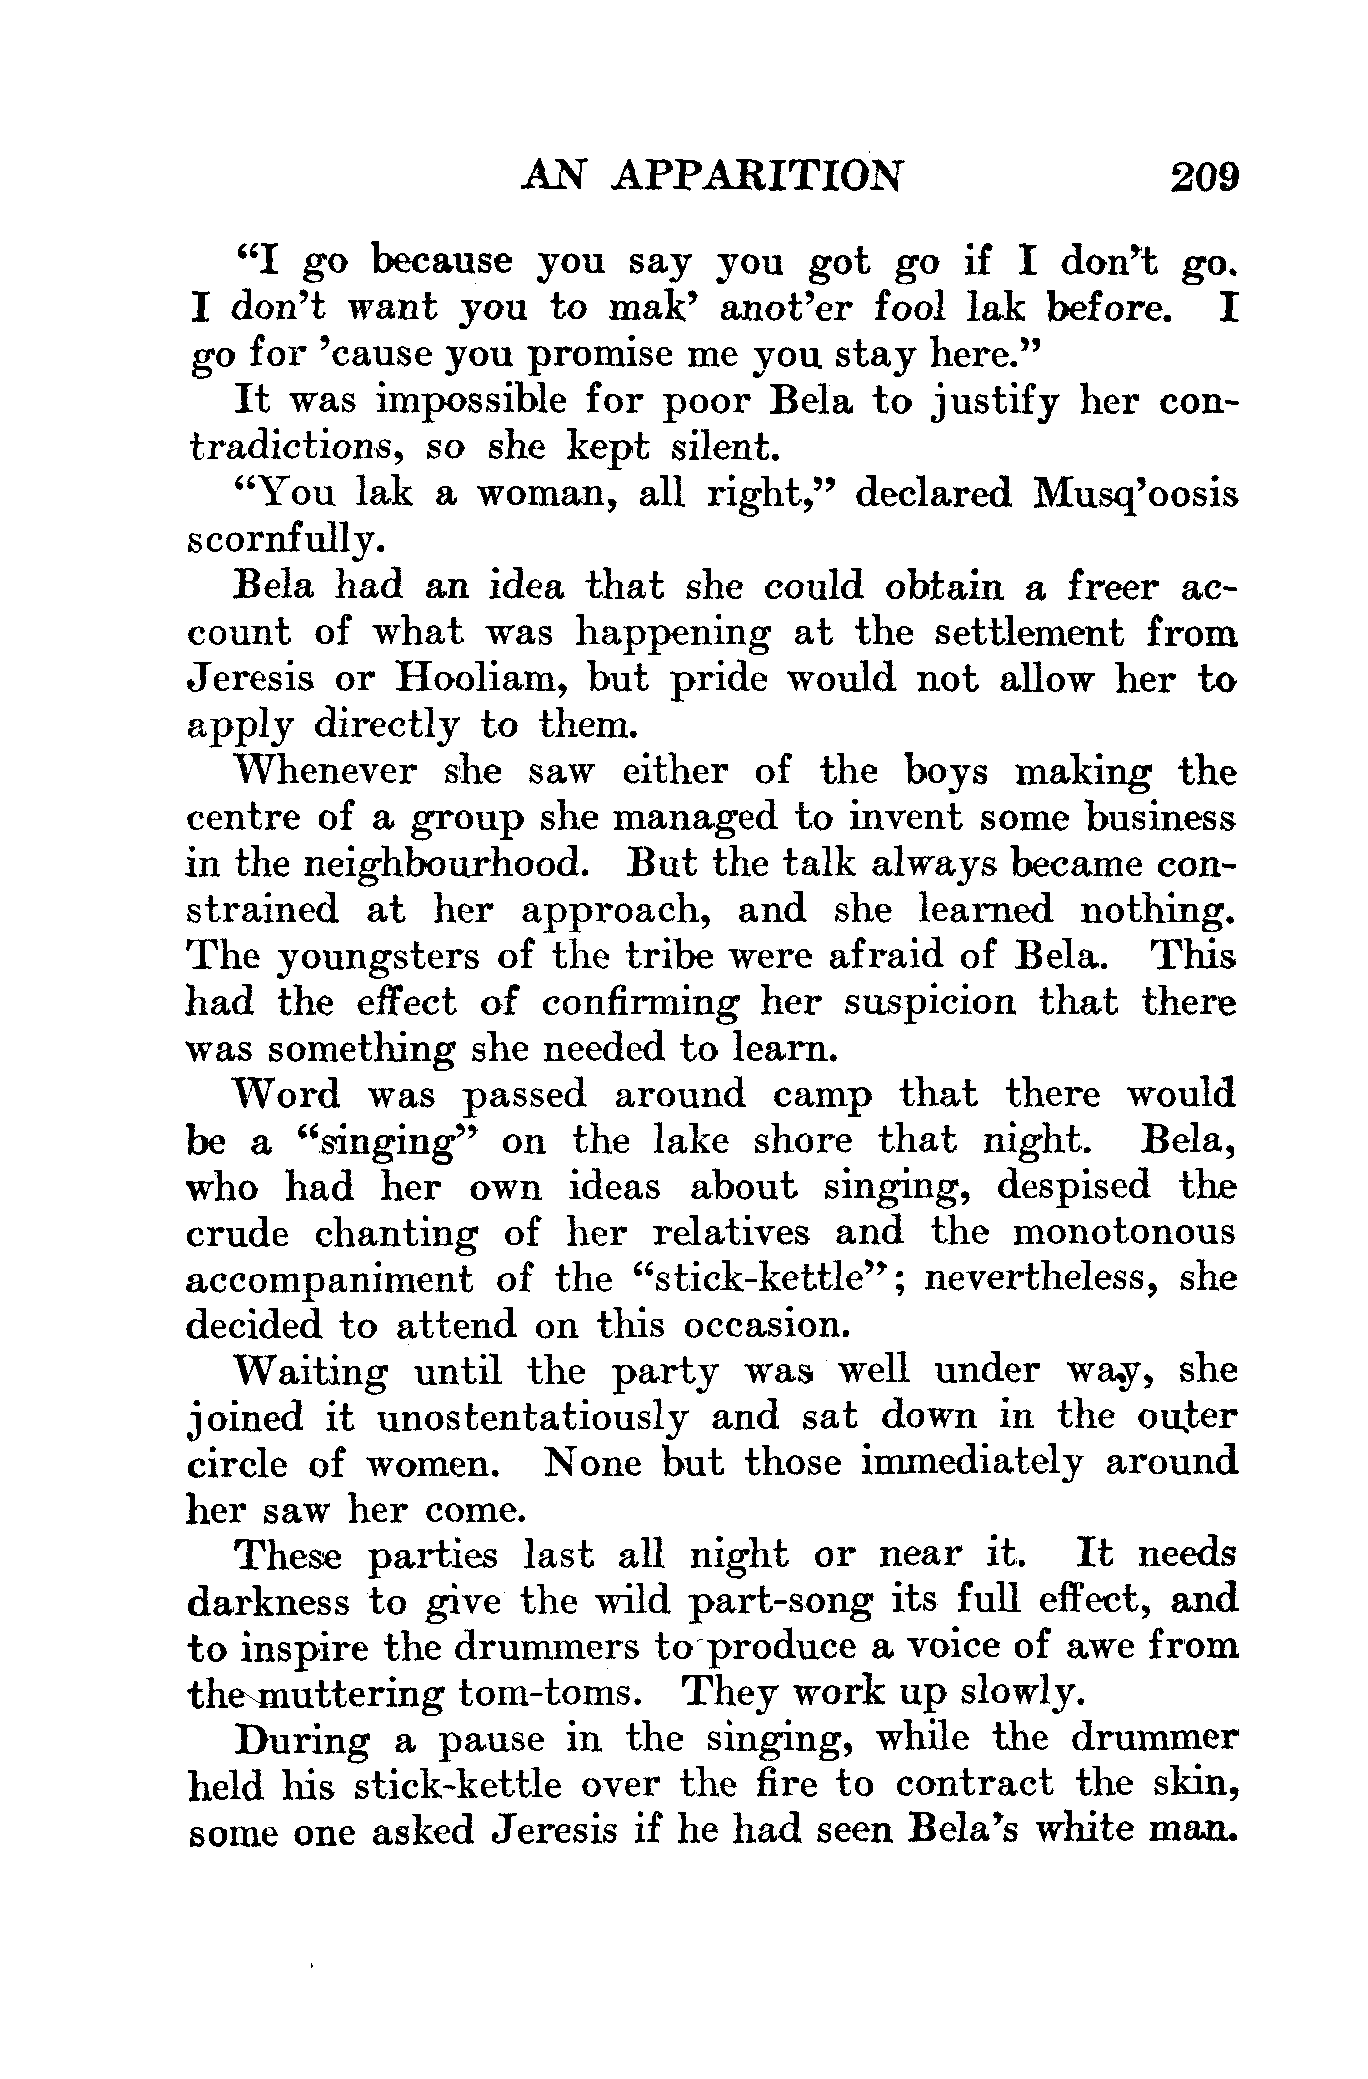 AN APPARITION 209
“I go because you say you got go if I don’t go.
I don’t want you to mak’ anot’er fool lak before. I
go for ’cause you promise me you stay here.”
It was impossible for poor Bela to justify her con-
tradictions, so she kept silent.
“You lak a woman, all right,” declared Musq’oosis
scornfully.
Bela had an idea that she could obtain a freer ac-
count of what was happening at the settlement from
Jeresis or Hooliam, but pride would not allow her to
apply directly to them.
Whenever she saw either of the boys making the
centre of a group she managed to invent some business
in the neighbourhood. But the talk always became con-
strained at her approach, and she learned nothing.
The youngsters of the tribe were afraid of Bela. This
had the effect of confirming her suspicion that there
was something she needed to learn.
Word was passed around camp that there would
be a “singing” on the lake shore that night. Bela,
who had her own ideas about singing, despised the
crude chanting of her relatives and the monotonous
accompaniment of the “stick-kettle”; nevertheless, she
decided to attend on this occasion.
Waiting until the party was well under way, she
joined it unostentatiously and sat down in the outer
circle of women. None but those immediately around
her saw her come.
These parties last all night or near it. It needs
darkness to give the wild part-song its full effect, and
to inspire the drummers to produce a voice of awe from
the muttering tom-toms. They work up slowly.
During a pause in the singing, while the drummer
held his stick-kettle over the fire to contract the skin,
some one asked Jeresis if he had seen Bela’s white man.